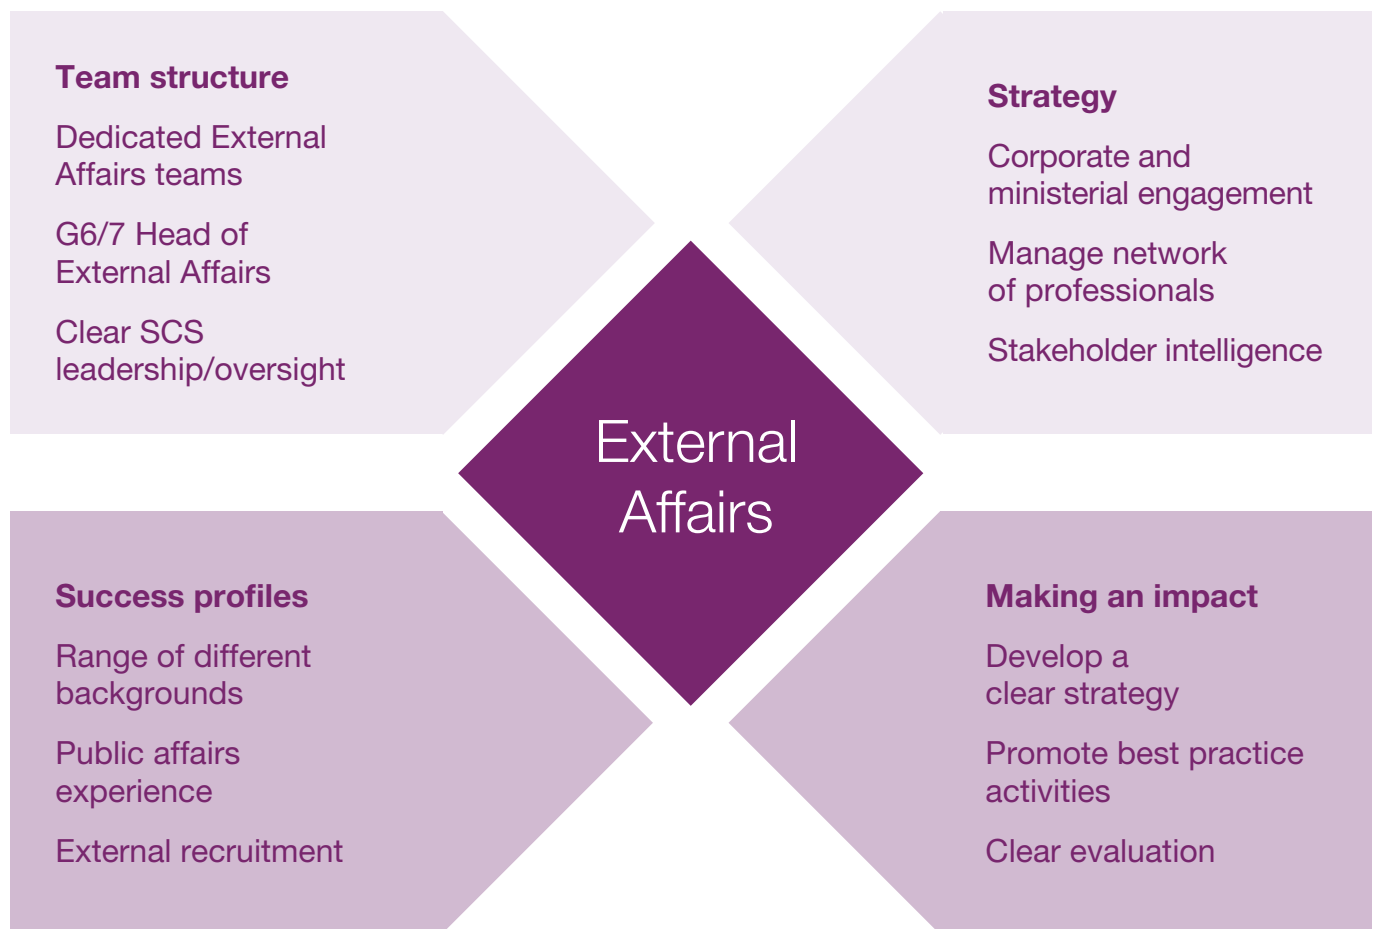 Team structure
Dedicated External
Affairs teams
G6/7 Head of
External Affairs
Clear SCS
leadership/oversight
Strategy
Corporate and
ministerial engagement
Manage network
of professionals
Stakeholder intelligence
External
Affairs
Success profiles
Range of different
backgrounds
Public affairs
experience
External recruitment
Making an impact
Develop a
clear strategy
Promote best practice
activities
Clear evaluation